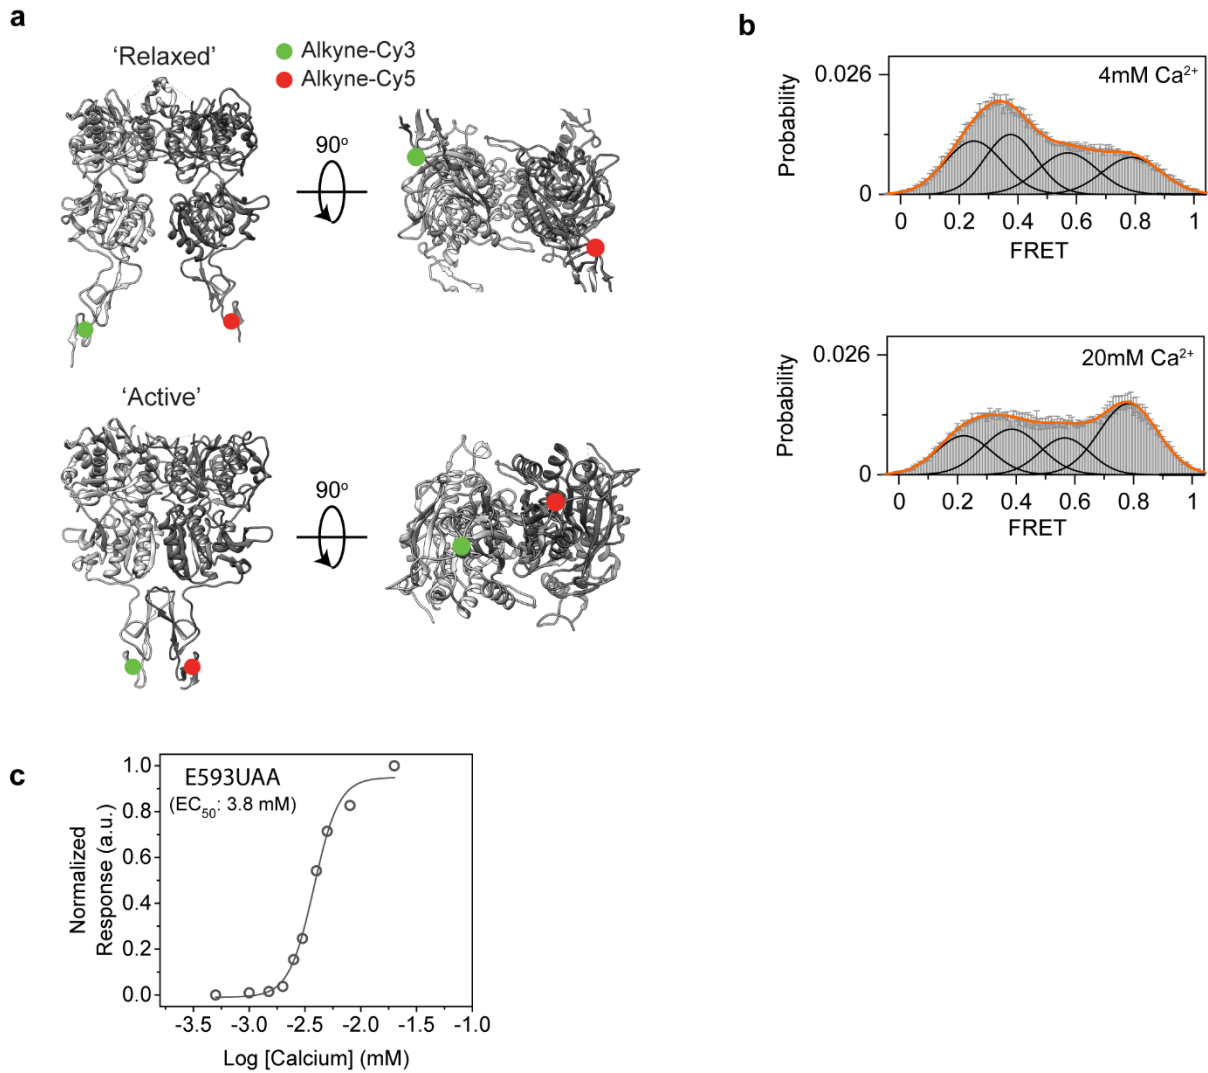 a
'Relaxed'
Alkyne-Cy3
Alkyne-Cy5
90°
'Active'
90°
b
0.026
0
Probability
4mM Ca²⁺
0 0.2 0.4 0.6 0.8 1
FRET
0.026
0
Probability
20mM Ca²⁺
0 0.2 0.4 0.6 0.8 1
FRET
c
E593UAA
(EC₅₀: 3.8 mM)
Normalized
Response (a.u.)
1.0
0.8
0.6
0.4
0.2
0.0
-3.5 -3.0 -2.5 -2.0 -1.5 -1.0
Log [Calcium] (mM)